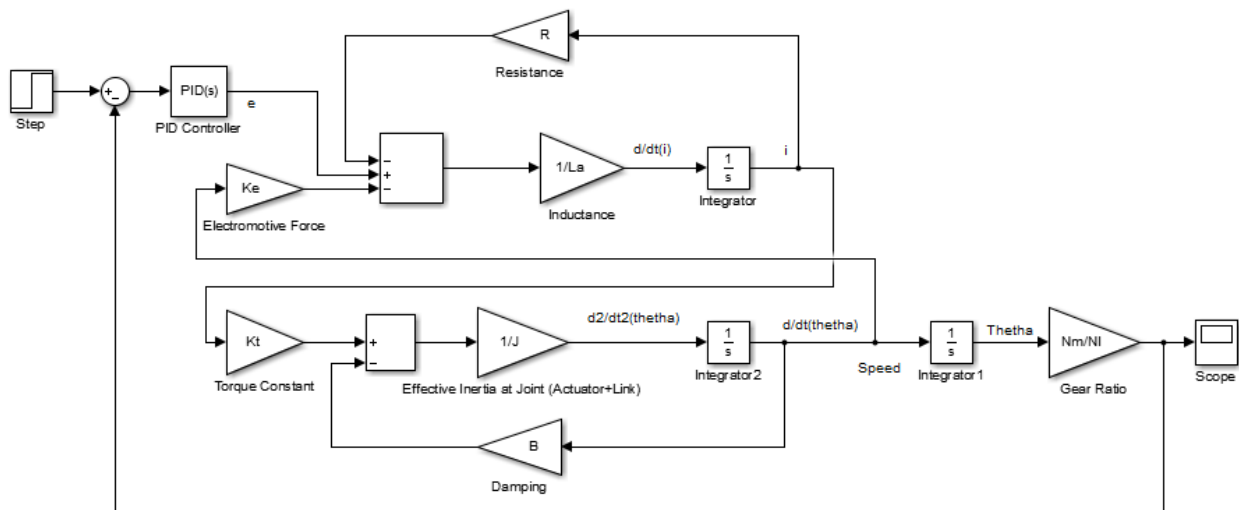 R
Resistance
+
−
PID(s)
e
Step
PID Controller
−
+
−
1/La
d/dt(i)
1
s
i
Ke
Integrator
Electromotive Force
Inductance
Kt
+
−
1/J
d2/dt2(thetha)
1
s
d/dt(thetha)
1
s
Thetha
Nm/Nl
Torque Constant
Effective Inertia at Joint (Actuator+Link)
Integrator2
Speed
Integrator1
Gear Ratio
Scope
B
Damping